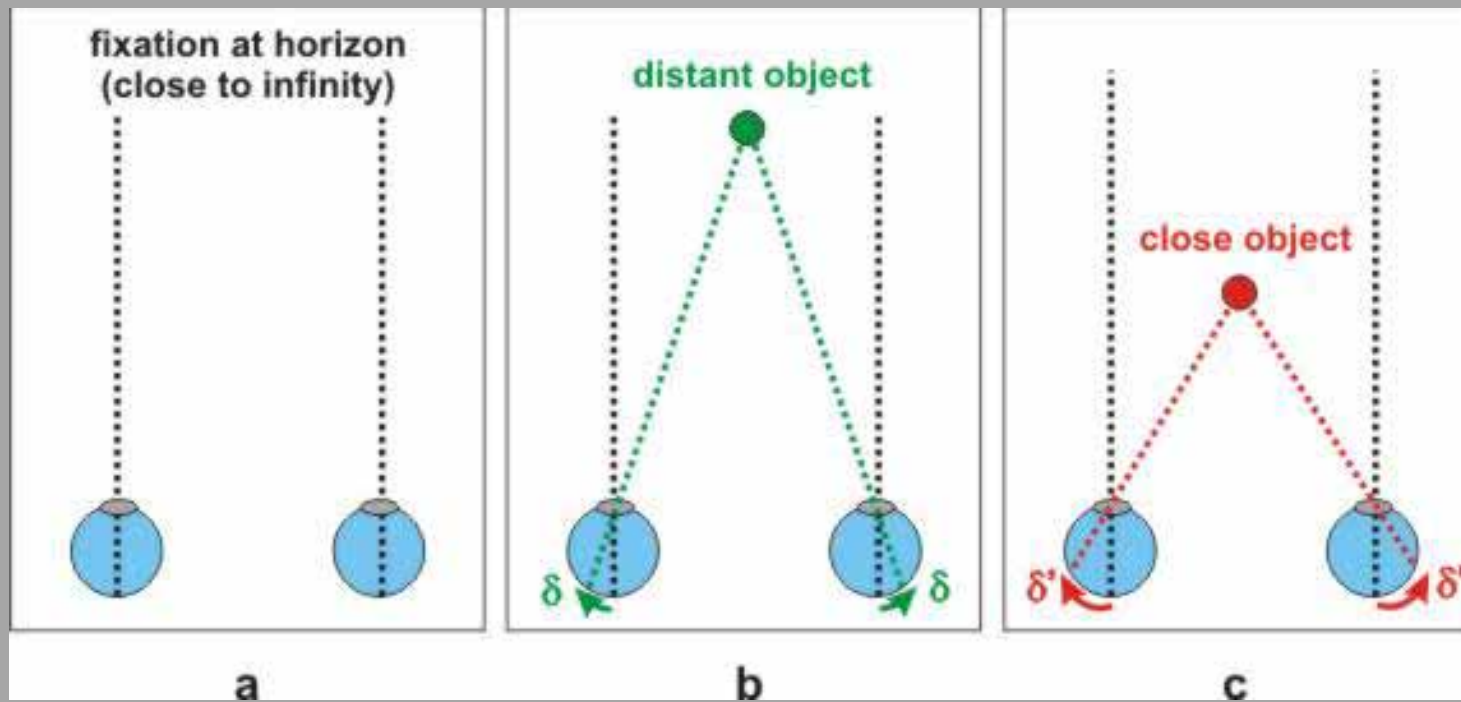 fixation at horizon
(close to infinity)
distant object
close object
δ
δ
δ'
δ'
a
b
c